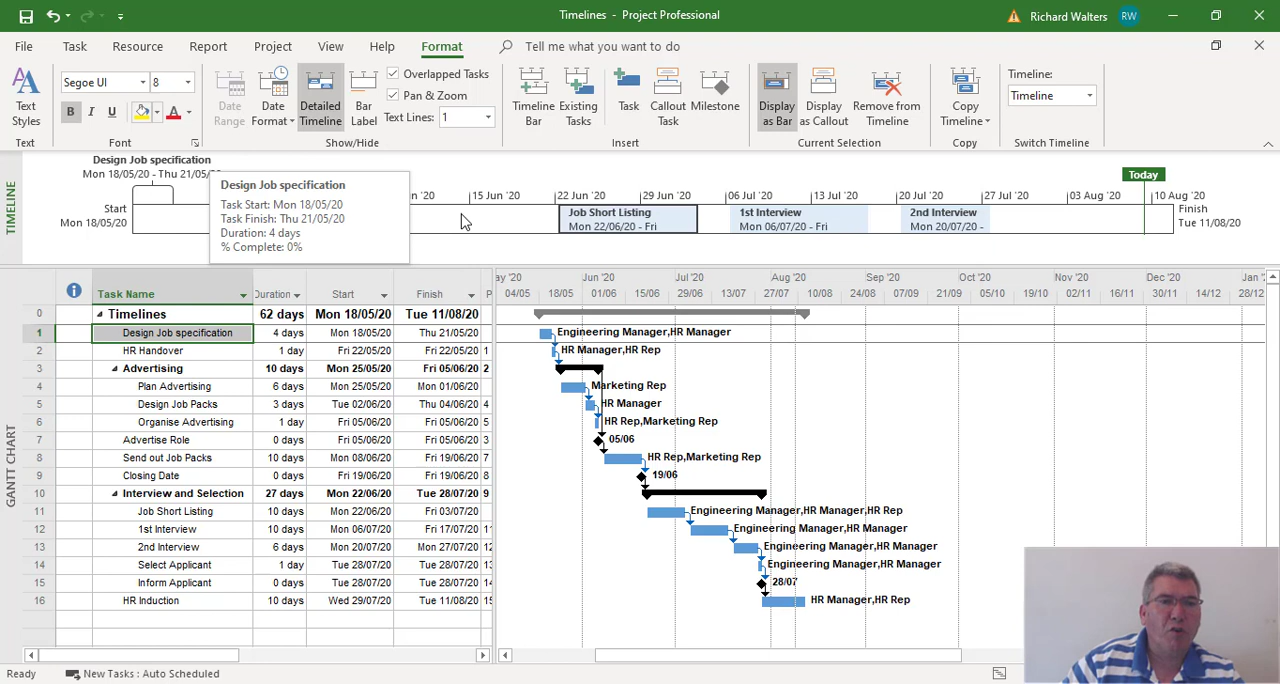 Timelines - Project Professional
Richard Walters RW
File Task Resource Report Project View Help Format Tell me what you want to do
Segoe UI 8
Text Styles
B I U A
Date Range
Date Format
Detailed Timeline
Bar Label
Overlapped Tasks
Pan & Zoom
Text Lines: 1
Timeline Bar
Existing Tasks
Task
Callout Task
Milestone
Display as Bar
Display as Callout
Remove from Timeline
Copy Timeline
Timeline:
Timeline
Text Font Show/Hide Insert Current Selection Copy Switch Timeline
TIMELINE
Design Job specification
Mon 18/05/20 - Thu 21/05/20
Start
Mon 18/05/20
Design Job specification
Task Start: Mon 18/05/20
Task Finish: Thu 21/05/20
Duration: 4 days
% Complete: 0%
Today
n '20 15 Jun '20 22 Jun '20 29 Jun '20 06 Jul '20 13 Jul '20 20 Jul '20 27 Jul '20 03 Aug '20 10 Aug '20
Job Short Listing
Mon 22/06/20 - Fri
1st Interview
Mon 06/07/20 - Fri
2nd Interview
Mon 20/07/20 -
Finish
Tue 11/08/20
GANTT CHART
Task Name Duration Start Finish P
ay '20 Jun '20 Jul '20 Aug '20 Sep '20 Oct '20 Nov '20 Dec '20 Jan '
04/05 18/05 01/06 15/06 29/06 13/07 27/07 10/08 24/08 07/09 21/09 05/10 19/10 02/11 16/11 30/11 14/12 28/12
0 Timelines 62 days Mon 18/05/20 Tue 11/08/20
1 Design Job specification 4 days Mon 18/05/20 Thu 21/05/20 Engineering Manager,HR Manager
2 HR Handover 1 day Fri 22/05/20 Fri 22/05/20 1 HR Manager,HR Rep
3 Advertising 10 days Mon 25/05/20 Fri 05/06/20 2
4 Plan Advertising 6 days Mon 25/05/20 Mon 01/06/20 Marketing Rep
5 Design Job Packs 3 days Tue 02/06/20 Thu 04/06/20 4 HR Manager
6 Organise Advertising 1 day Fri 05/06/20 Fri 05/06/20 5 HR Rep,Marketing Rep
7 Advertise Role 0 days Fri 05/06/20 Fri 05/06/20 3 05/06
8 Send out Job Packs 10 days Mon 08/06/20 Fri 19/06/20 7 HR Rep,Marketing Rep
9 Closing Date 0 days Fri 19/06/20 Fri 19/06/20 8 19/06
10 Interview and Selection 27 days Mon 22/06/20 Tue 28/07/20 9
11 Job Short Listing 10 days Mon 22/06/20 Fri 03/07/20 Engineering Manager,HR Manager,HR Rep
12 1st Interview 10 days Mon 06/07/20 Fri 17/07/20 11 Engineering Manager,HR Manager
13 2nd Interview 6 days Mon 20/07/20 Mon 27/07/20 12 Engineering Manager,HR Manager
14 Select Applicant 1 day Tue 28/07/20 Tue 28/07/20 13 Engineering Manager,HR Manager
15 Inform Applicant 0 days Tue 28/07/20 Tue 28/07/20 14 28/07
16 HR Induction 10 days Wed 29/07/20 Tue 11/08/20 15 HR Manager,HR Rep
Ready New Tasks : Auto Scheduled